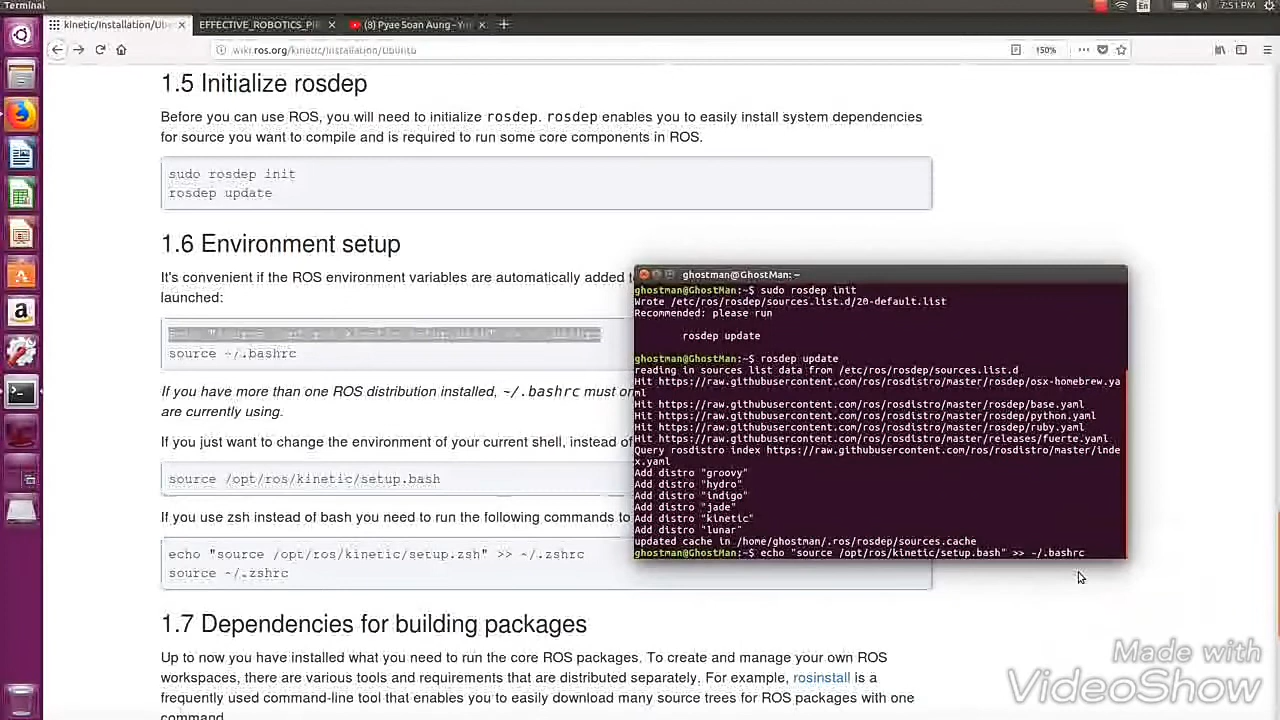 Terminal
En
7:51 PM
kinetic/Installation/Ubu
EFFECTIVE_ROBOTICS_P
(8) Pyae Soan Aung - 
wiki.ros.org/kinetic/Installation/Ubuntu
150%
1.5 Initialize rosdep
Before you can use ROS, you will need to initialize rosdep. rosdep enables you to easily install system dependencies
for source you want to compile and is required to run some core components in ROS.
sudo rosdep init
rosdep update
1.6 Environment setup
It's convenient if the ROS environment variables are automatically added t
launched:
source ~/.bashrc
If you have more than one ROS distribution installed, ~/.bashrc must on
are currently using.
If you just want to change the environment of your current shell, instead of
source /opt/ros/kinetic/setup.bash
If you use zsh instead of bash you need to run the following commands to
echo "source /opt/ros/kinetic/setup.zsh" >> ~/.zshrc
source ~/.zshrc
1.7 Dependencies for building packages
Up to now you have installed what you need to run the core ROS packages. To create and manage your own ROS
workspaces, there are various tools and requirements that are distributed separately. For example, rosinstall is a
frequently used command-line tool that enables you to easily download many source trees for ROS packages with one
command.
ghostman@GhostMan: ~
ghostman@GhostMan:~$ sudo rosdep init
Wrote /etc/ros/rosdep/sources.list.d/20-default.list
Recommended: please run
rosdep update
ghostman@GhostMan:~$ rosdep update
reading in sources list data from /etc/ros/rosdep/sources.list.d
Hit https://raw.githubusercontent.com/ros/rosdistro/master/rosdep/osx-homebrew.ya
ml
Hit https://raw.githubusercontent.com/ros/rosdistro/master/rosdep/base.yaml
Hit https://raw.githubusercontent.com/ros/rosdistro/master/rosdep/python.yaml
Hit https://raw.githubusercontent.com/ros/rosdistro/master/rosdep/ruby.yaml
Hit https://raw.githubusercontent.com/ros/rosdistro/master/releases/fuerte.yaml
Query rosdistro index https://raw.githubusercontent.com/ros/rosdistro/master/inde
x.yaml
Add distro "groovy"
Add distro "hydro"
Add distro "indigo"
Add distro "jade"
Add distro "kinetic"
Add distro "lunar"
updated cache in /home/ghostman/.ros/rosdep/sources.cache
ghostman@GhostMan:~$ echo "source /opt/ros/kinetic/setup.bash" >> ~/.bashrc
Made with
VideoShow